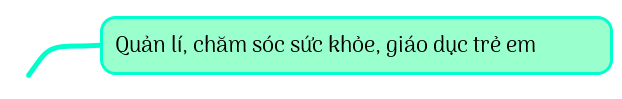 Quản lí, chăm sóc sức khỏe, giáo dục trẻ em